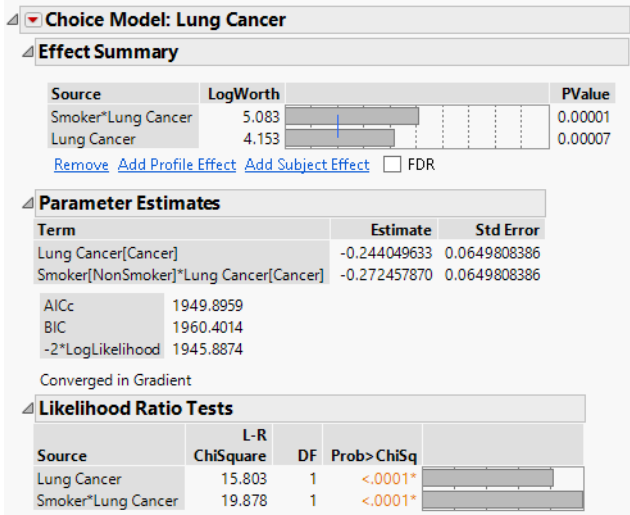 Choice Model: Lung Cancer
Effect Summary
Source LogWorth PValue
Smoker*Lung Cancer 5.083 0.00001
Lung Cancer 4.153 0.00007
Remove Add Profile Effect Add Subject Effect FDR
Parameter Estimates
Term Estimate Std Error
Lung Cancer[Cancer] -0.244049633 0.0649808386
Smoker[NonSmoker]*Lung Cancer[Cancer] -0.272457870 0.0649808386
AICc 1949.8959
BIC 1960.4014
-2*LogLikelihood 1945.8874
Converged in Gradient
Likelihood Ratio Tests
L-R
Source ChiSquare DF Prob>ChiSq
Lung Cancer 15.803 1 <.0001*
Smoker*Lung Cancer 19.878 1 <.0001*